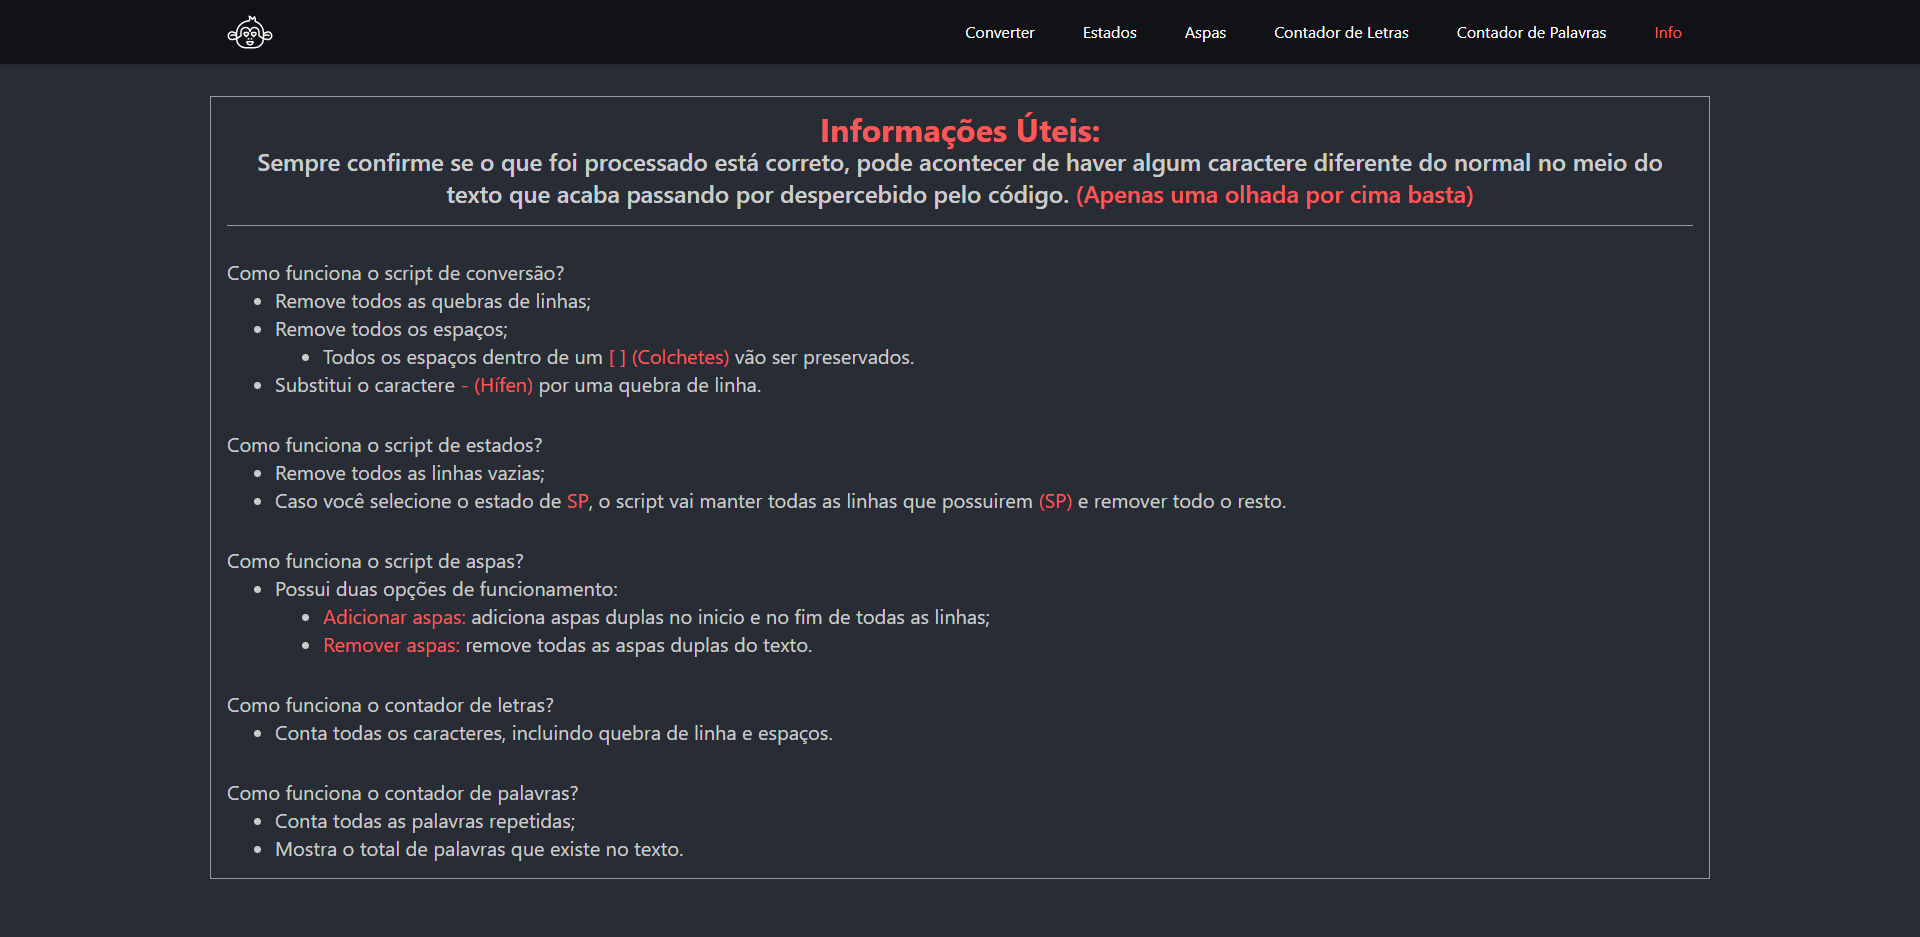 Converter Estados Aspas Contador de Letras Contador de Palavras Info
Informações Úteis:
Sempre confirme se o que foi processado está correto, pode acontecer de haver algum caractere diferente do normal no meio do
texto que acaba passando por despercebido pelo código. (Apenas uma olhada por cima basta)
Como funciona o script de conversão?
• Remove todos as quebras de linhas;
• Remove todos os espaços;
• Todos os espaços dentro de um [ ] (Colchetes) vão ser preservados.
• Substitui o caractere - (Hífen) por uma quebra de linha.
Como funciona o script de estados?
• Remove todos as linhas vazias;
• Caso você selecione o estado de SP, o script vai manter todas as linhas que possuirem (SP) e remover todo o resto.
Como funciona o script de aspas?
• Possui duas opções de funcionamento:
• Adicionar aspas: adiciona aspas duplas no inicio e no fim de todas as linhas;
• Remover aspas: remove todas as aspas duplas do texto.
Como funciona o contador de letras?
• Conta todas os caracteres, incluindo quebra de linha e espaços.
Como funciona o contador de palavras?
• Conta todas as palavras repetidas;
• Mostra o total de palavras que existe no texto.